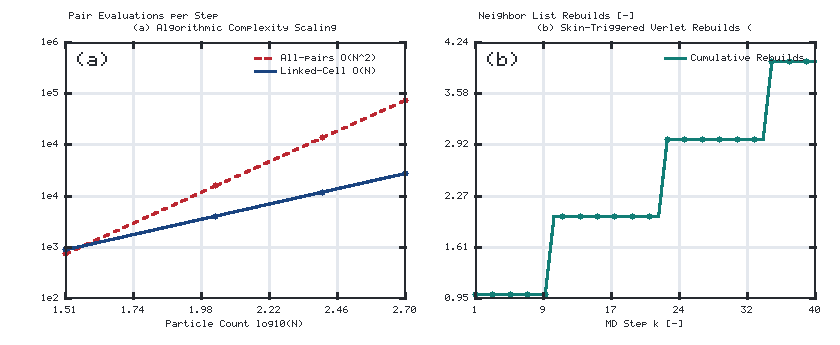 Pair Evaluations per Step
(a) Algorithmic Complexity Scaling
1e6
1e5
1e4
1e4
1e3
1e2
(a)
All-pairs O(N^2)
Linked-Cell O(N)
1.51
1.74
1.98
2.22
2.46
2.70
Particle Count log10(N)
Neighbor List Rebuilds [-]
(b) Skin-Triggered Verlet Rebuilds (
4.24
3.58
2.92
2.27
1.61
0.95
(b)
Cumulative Rebuilds
1
9
16
24
32
40
MD Step k [-]